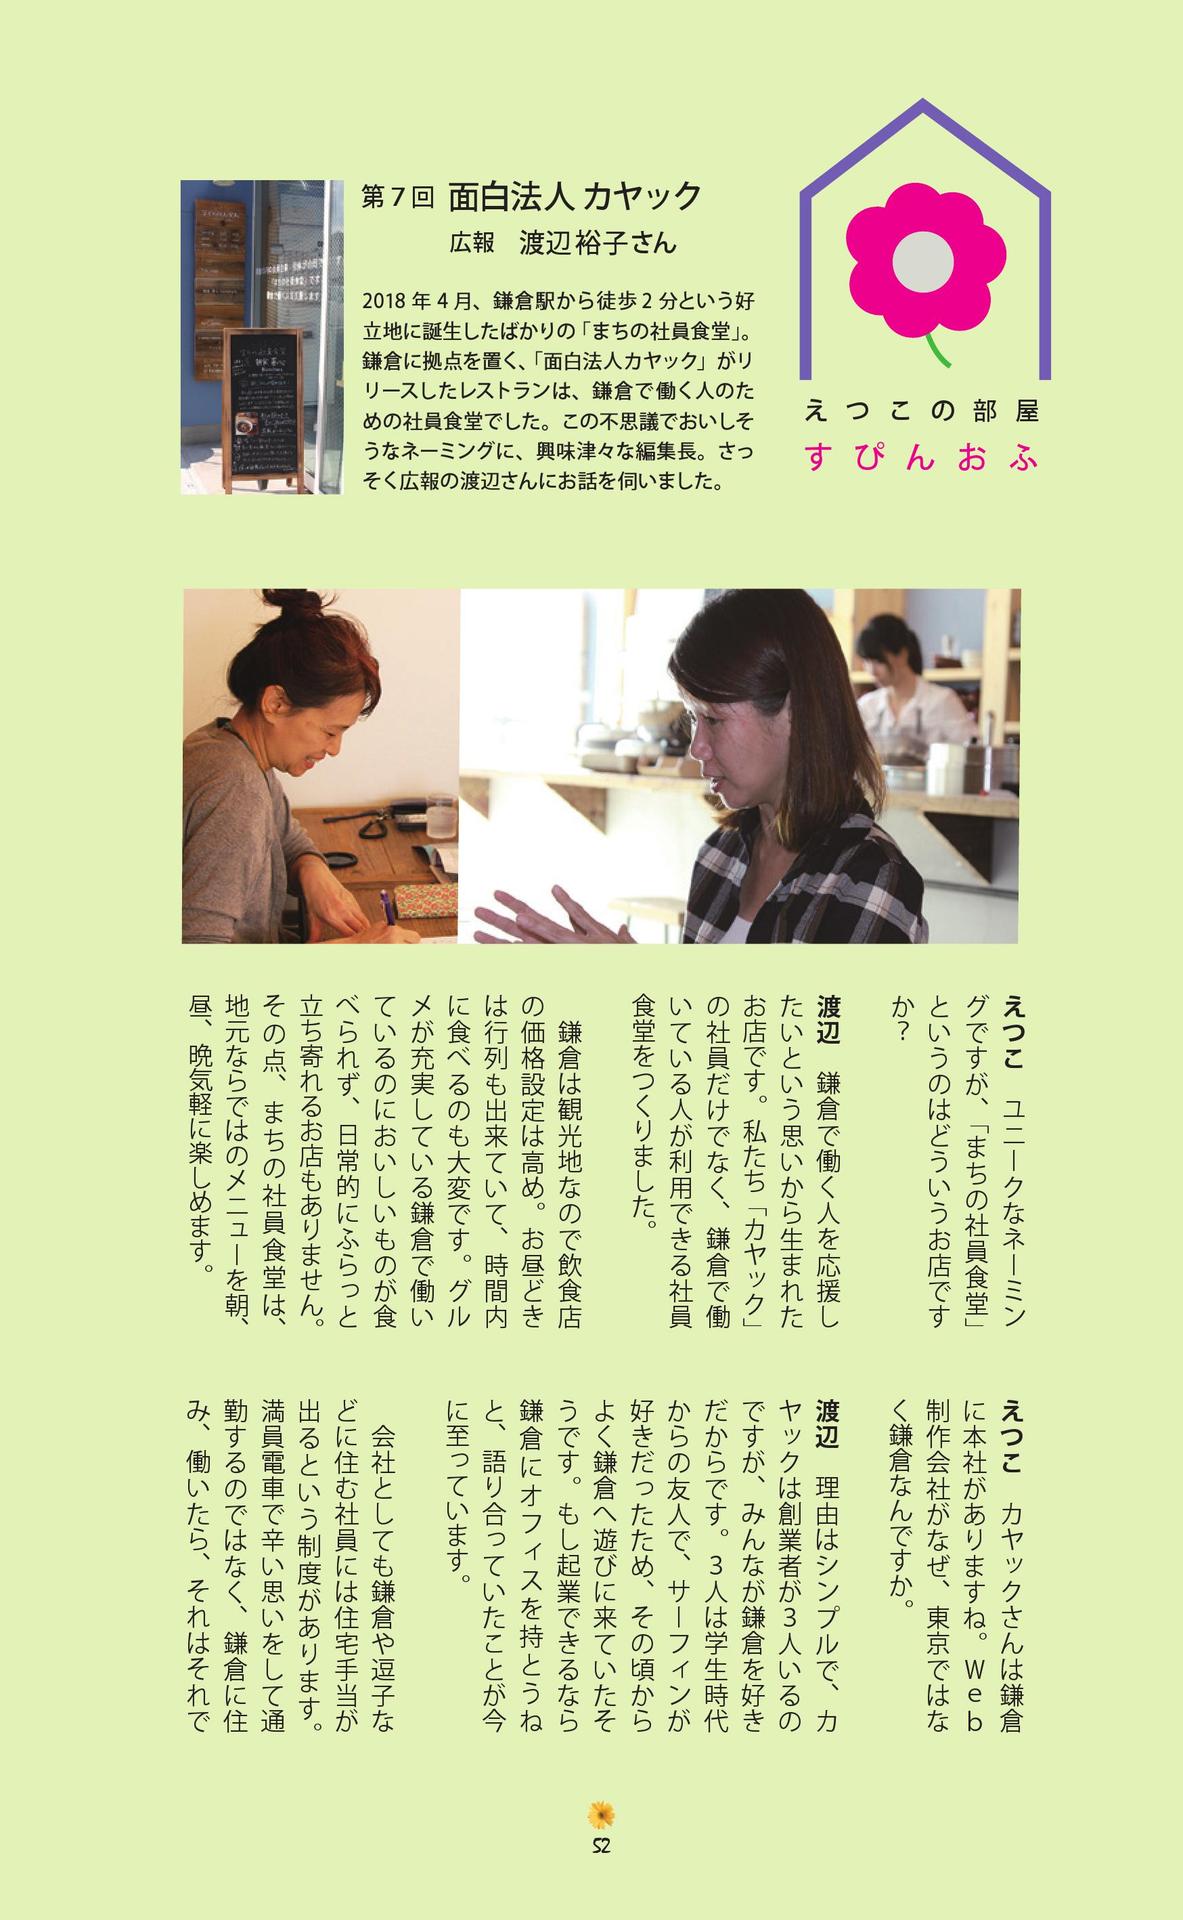 えつこの部屋
すぴんおふ
第7回 面白法人 カヤック
広報 渡辺裕子さん
2018年4月、鎌倉駅から徒歩2分という好
立地に誕生したばかりの「まちの社員食堂」。
鎌倉に拠点を置く、「面白法人カヤック」がリ
リースしたレストランは、鎌倉で働く人のた
めの社員食堂でした。この不思議でおいしそ
うなネーミングに、興味津々な編集長。さっ
そく広報の渡辺さんにお話を伺いました。
えつこ ユニークなネーミン
グですが、「まちの社員食堂」
というのはどういうお店です
か?
渡辺 鎌倉で働く人を応援し
たいという思いから生まれた
お店です。私たち「カヤック」
の社員だけでなく、鎌倉で働
いている人が利用できる社員
食堂をつくりました。
鎌倉は観光地なので飲食店
の価格設定は高め。お昼どき
は行列も出来ていて、時間内
に食べるのも大変です。グル
メが充実している鎌倉で働い
ているのにおいしいものが食
べられず、日常的にふらっと
立ち寄れるお店もありません。
その点、まちの社員食堂は、
地元ならではのメニューを朝、
昼、晩気軽に楽しめます。
えつこ カヤックさんは鎌倉
に本社がありますね。Web
制作会社がなぜ、東京ではな
く鎌倉なんですか。
渡辺 理由はシンプルで、カ
ヤックは創業者が3人いるの
ですが、みんなが鎌倉を好き
だからです。3人は学生時代
からの友人で、サーフィンが
好きだったため、その頃から
よく鎌倉へ遊びに来ていたそ
うです。もし起業できるなら
鎌倉にオフィスを持とうね
と、語り合っていたことが今
に至っています。
会社としても鎌倉や逗子な
どに住む社員には住宅手当が
出るという制度があります。
満員電車で辛い思いをして通
勤するのではなく、鎌倉に住
み、働いたら、それはそれで
52